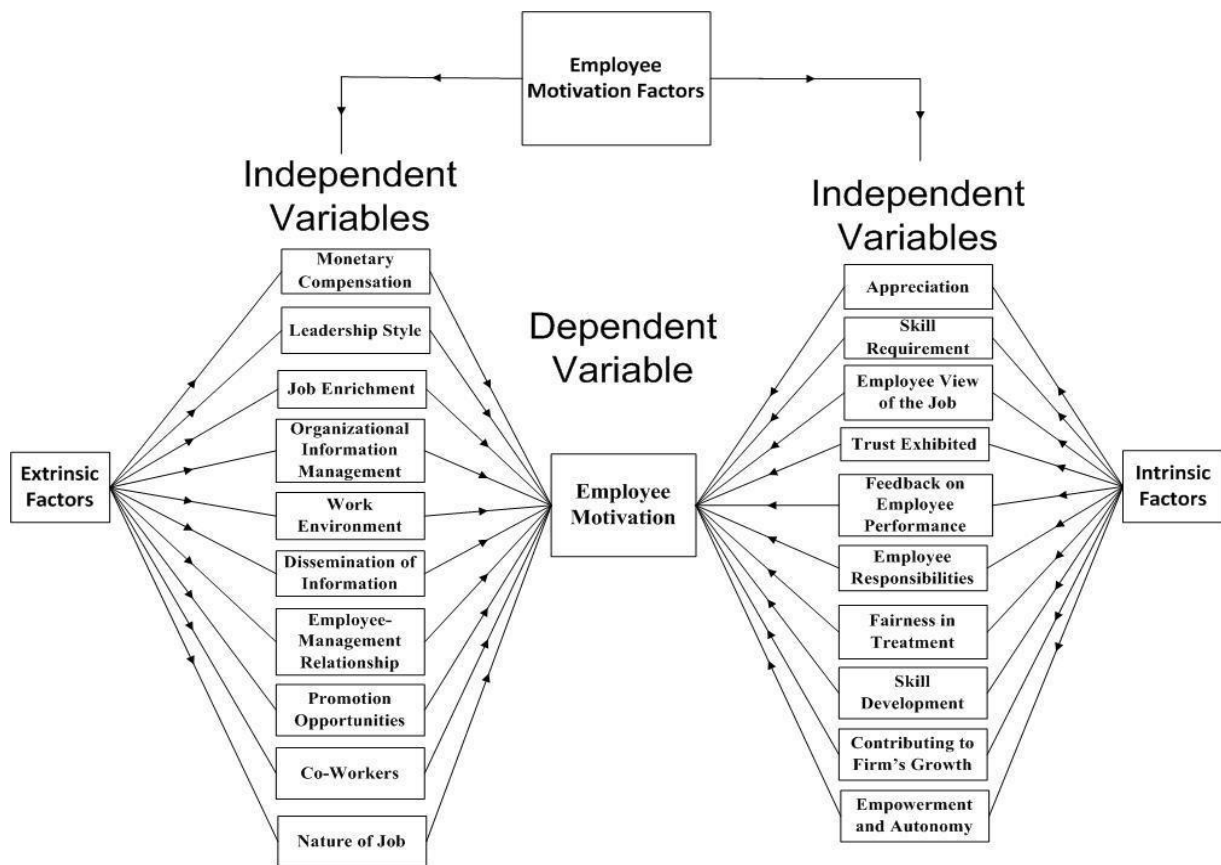 Employee
Motivation Factors
Independent
Variables
Independent
Variables
Dependent
Variable
Extrinsic
Factors
Monetary
Compensation
Leadership Style
Job Enrichment
Organizational
Information
Management
Work
Environment
Dissemination of
Information
Employee-
Management
Relationship
Promotion
Opportunities
Co-Workers
Nature of Job
Employee
Motivation
Appreciation
Skill
Requirement
Employee View
of the Job
Trust Exhibited
Feedback on
Employee
Performance
Employee
Responsibilities
Fairness in
Treatment
Skill
Development
Contributing to
Firm's Growth
Empowerment
and Autonomy
Intrinsic
Factors